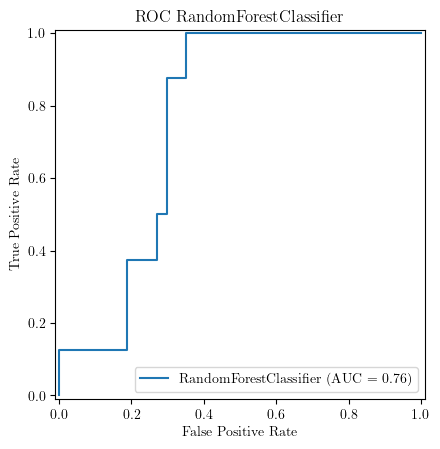 ROC RandomForestClassifier
1.0
0.8
0.6
0.4
0.2
0.0
True Positive Rate
RandomForestClassifier (AUC = 0.76)
0.0 0.2 0.4 0.6 0.8 1.0
False Positive Rate